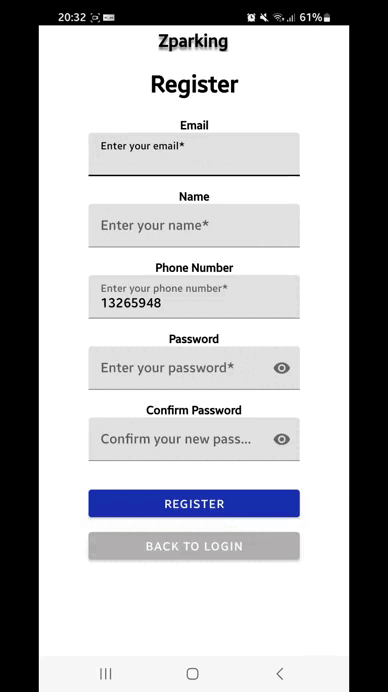 20:32 61%
Zparking
Register
Email
Enter your email*
Name
Enter your name*
Phone Number
Enter your phone number*
13265948
Password
Enter your password*
Confirm Password
Confirm your new pass...
REGISTER
BACK TO LOGIN